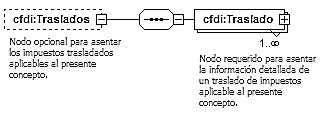 cfdi:Traslados
cfdi:Traslado
1..∞
Nodo opcional para asentar
los impuestos trasladados
aplicables al presente
concepto.
Nodo requerido para asentar
la información detallada de
un traslado de impuestos
aplicable al presente
concepto.